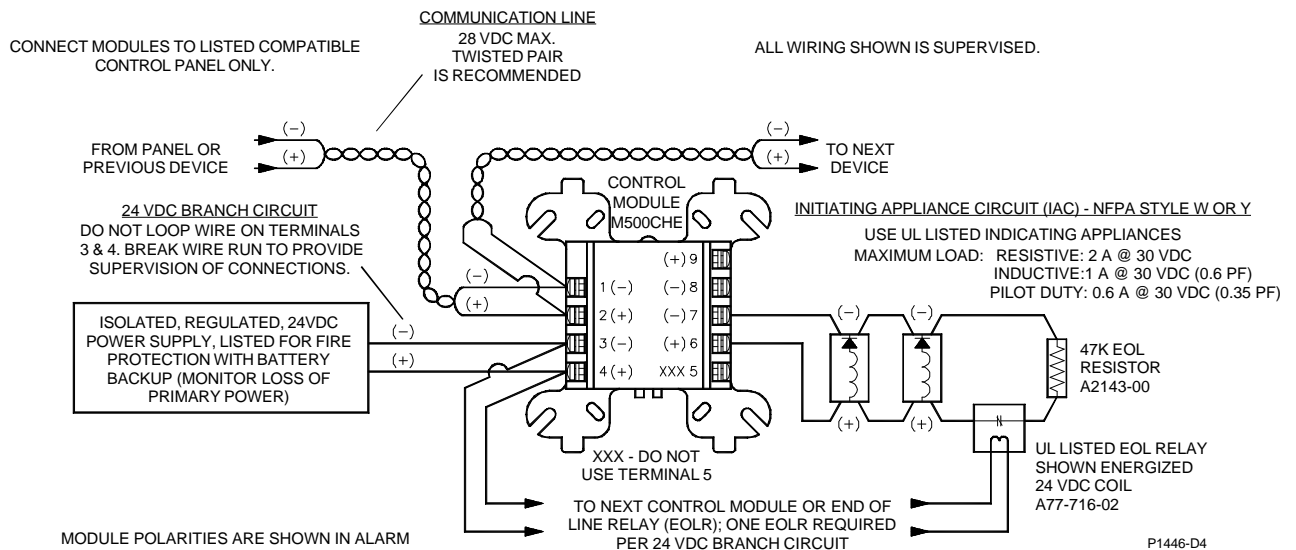 COMMUNICATION LINE
28 VDC MAX.
TWISTED PAIR
IS RECOMMENDED
CONNECT MODULES TO LISTED COMPATIBLE
CONTROL PANEL ONLY.
ALL WIRING SHOWN IS SUPERVISED.
(-)
(+)
FROM PANEL OR
PREVIOUS DEVICE
(-)
(+)
TO NEXT
DEVICE
CONTROL
MODULE
M500CHE
24 VDC BRANCH CIRCUIT
DO NOT LOOP WIRE ON TERMINALS
3 & 4. BREAK WIRE RUN TO PROVIDE
SUPERVISION OF CONNECTIONS.
INITIATING APPLIANCE CIRCUIT (IAC) - NFPA STYLE W OR Y
USE UL LISTED INDICATING APPLIANCES
MAXIMUM LOAD: RESISTIVE: 2 A @ 30 VDC
INDUCTIVE:1 A @ 30 VDC (0.6 PF)
PILOT DUTY: 0.6 A @ 30 VDC (0.35 PF)
(-)
(+)
(+) 9
1 (-)
(-) 8
2 (+)
(-) 7
3 (-)
(+) 6
4 (+)
XXX 5
ISOLATED, REGULATED, 24VDC
POWER SUPPLY, LISTED FOR FIRE
PROTECTION WITH BATTERY
BACKUP (MONITOR LOSS OF
PRIMARY POWER)
(-)
(+)
(-)
(-)
(+)
(+)
47K EOL
RESISTOR
A2143-00
UL LISTED EOL RELAY
SHOWN ENERGIZED
24 VDC COIL
A77-716-02
XXX - DO NOT
USE TERMINAL 5
TO NEXT CONTROL MODULE OR END OF
LINE RELAY (EOLR); ONE EOLR REQUIRED
PER 24 VDC BRANCH CIRCUIT
MODULE POLARITIES ARE SHOWN IN ALARM
P1446-D4